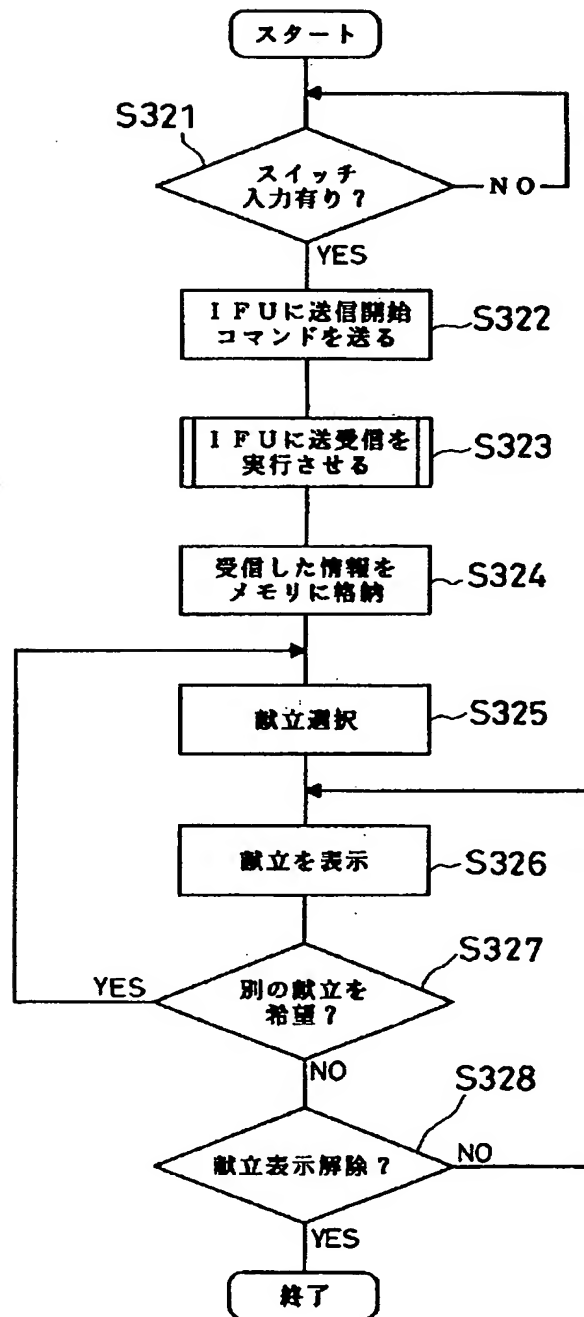 スタート
S321
スイッチ
入力有り？
NO
YES
IFUに送信開始
コマンドを送る
S322
IFUに送受信を
実行させる
S323
受信した情報を
メモリに格納
S324
献立選択
S325
献立を表示
S326
S327
YES
別の献立を
希望？
NO
S328
献立表示解除？
NO
YES
終了